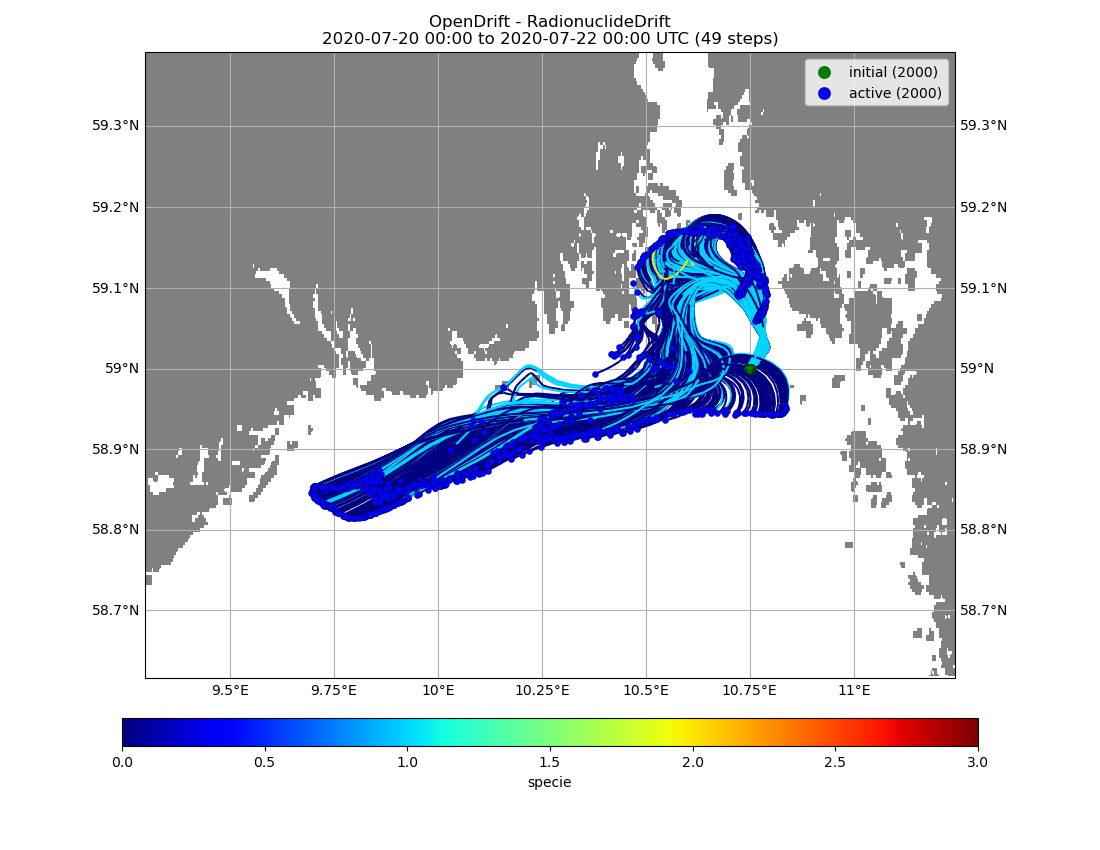 OpenDrift - RadionuclideDrift
2020-07-20 00:00 to 2020-07-22 00:00 UTC (49 steps)
initial (2000)
active (2000)
59.3°N 59.3°N
59.2°N 59.2°N
59.1°N 59.1°N
59°N 59°N
58.9°N 58.9°N
58.8°N 58.8°N
58.7°N 58.7°N
9.5°E 9.75°E 10°E 10.25°E 10.5°E 10.75°E 11°E
0.0 0.5 1.0 1.5 2.0 2.5 3.0
specie